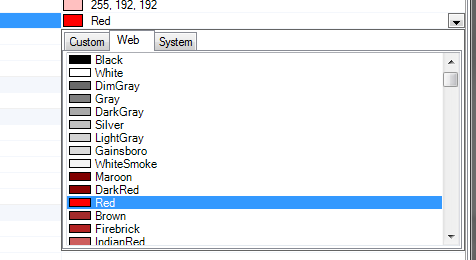 255, 192, 192
Red
Custom Web System
Black
White
DimGray
Gray
DarkGray
Silver
LightGray
Gainsboro
WhiteSmoke
Maroon
DarkRed
Red
Brown
Firebrick
IndianRed